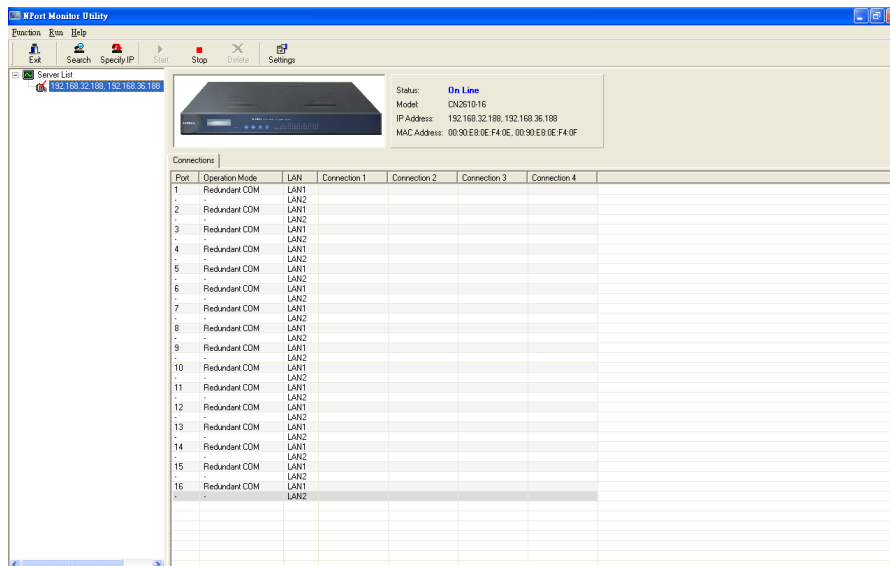 NPort Monitor Utility
Function Run Help
Exit Search Specify IP Start Stop Delete Settings
Server List
192.168.32.188, 192.168.36.188
Status: On Line
Model: CN2610-16
IP Address: 192.168.32.188, 192.168.36.188
MAC Address: 00:90:E8:0E:F4:0E, 00:90:E8:0E:F4:0F
Connections
Port Operation Mode LAN Connection 1 Connection 2 Connection 3 Connection 4
1 Redundant COM LAN1
- - LAN2
2 Redundant COM LAN1
- - LAN2
3 Redundant COM LAN1
- - LAN2
4 Redundant COM LAN1
- - LAN2
5 Redundant COM LAN1
- - LAN2
6 Redundant COM LAN1
- - LAN2
7 Redundant COM LAN1
- - LAN2
8 Redundant COM LAN1
- - LAN2
9 Redundant COM LAN1
- - LAN2
10 Redundant COM LAN1
- - LAN2
11 Redundant COM LAN1
- - LAN2
12 Redundant COM LAN1
- - LAN2
13 Redundant COM LAN1
- - LAN2
14 Redundant COM LAN1
- - LAN2
15 Redundant COM LAN1
- - LAN2
16 Redundant COM LAN1
- - LAN2